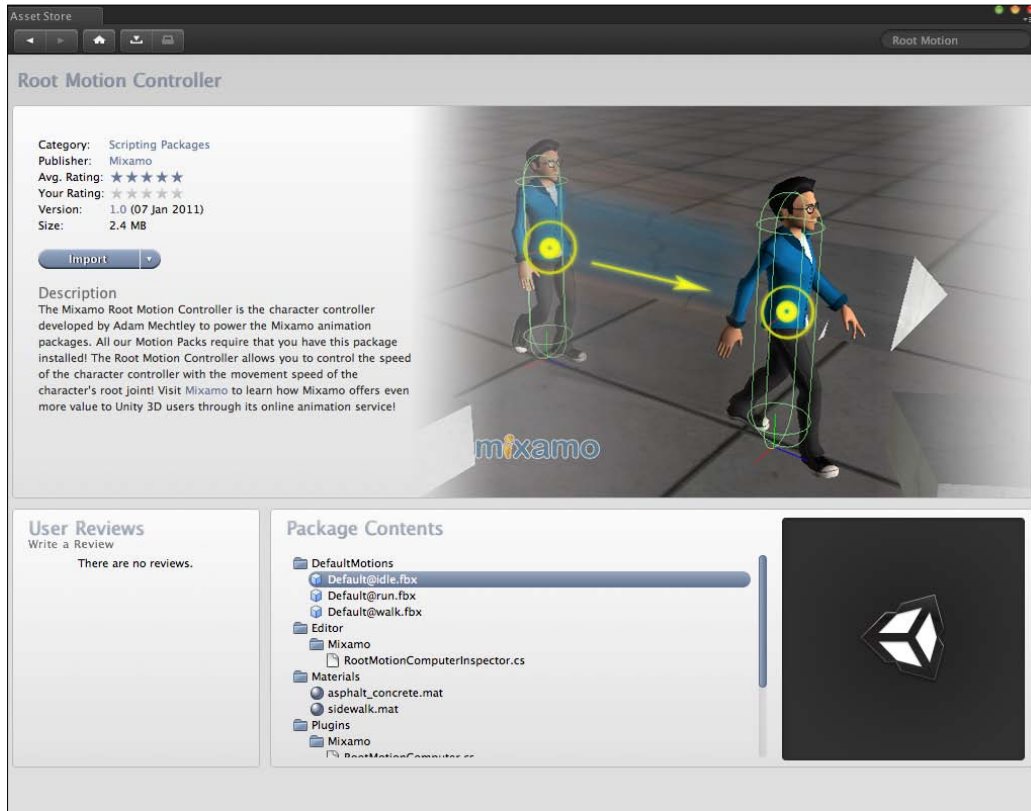 Asset Store
Root Motion
Root Motion Controller
Category: Scripting Packages
Publisher: Mixamo
Avg. Rating:
Your Rating:
Version: 1.0 (07 Jan 2011)
Size: 2.4 MB
Import
Description
The Mixamo Root Motion Controller is the character controller
developed by Adam Mechtley to power the Mixamo animation
packages. All our Motion Packs require that you have this package
installed! The Root Motion Controller allows you to control the speed
of the character controller with the movement speed of the
character's root joint! Visit Mixamo to learn how Mixamo offers even
more value to Unity 3D users through its online animation service!
mixamo
User Reviews
Write a Review
There are no reviews.
Package Contents
DefaultMotions
Default@idle.fbx
Default@run.fbx
Default@walk.fbx
Editor
Mixamo
RootMotionComputerInspector.cs
Materials
asphalt_concrete.mat
sidewalk.mat
Plugins
Mixamo
RootMotionComputer.cs